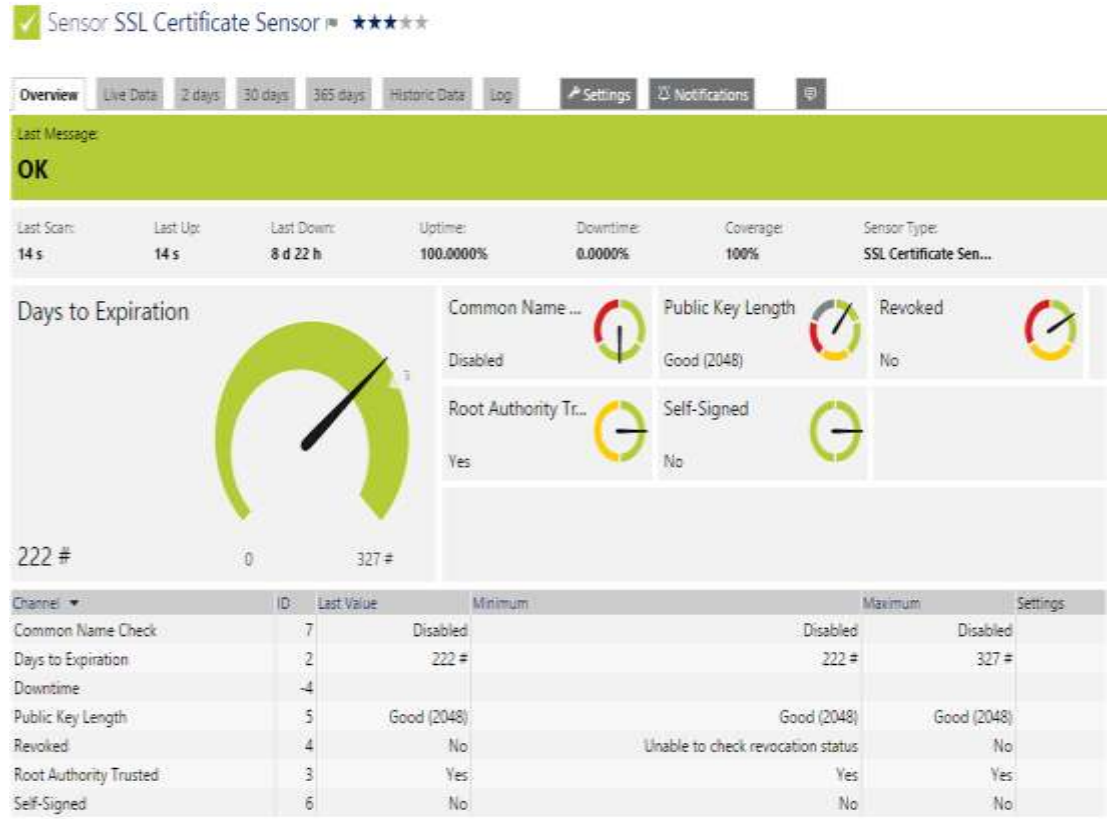 Sensor SSL Certificate Sensor
Overview Live Data 2 days 30 days 365 days Historic Data Log Settings Notifications
Last Message:
OK
Last Scan: Last Up: Last Down: Uptime: Downtime: Coverage: Sensor Type:
14 s 14 s 8 d 22 h 100.0000% 0.0000% 100% SSL Certificate Sen...
Days to Expiration
222 # 0 327 #
Common Name ...
Disabled
Public Key Length
Good (2048)
Revoked
No
Root Authority Tr...
Yes
Self-Signed
No
Channel ID Last Value Minimum Maximum Settings
Common Name Check 7 Disabled Disabled Disabled
Days to Expiration 2 222 # 222 # 327 #
Downtime -4
Public Key Length 5 Good (2048) Good (2048) Good (2048)
Revoked 4 No Unable to check revocation status No
Root Authority Trusted 3 Yes Yes Yes
Self-Signed 6 No No No